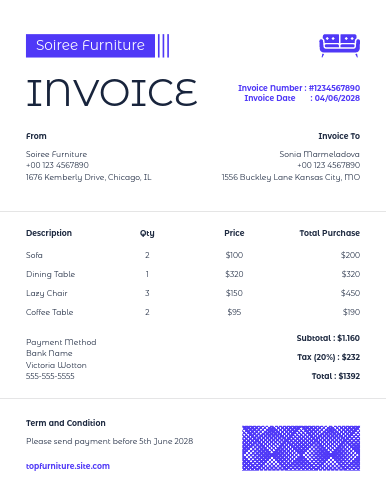 Soiree Furniture
INVOICE
Invoice Number : #1234567890
Invoice Date : 04/06/2028
From
Invoice To
Soiree Furniture
Sonia Marmeladova
+00 123 4567890
+00 123 4567890
1676 Kemberly Drive, Chicago, IL
1556 Buckley Lane Kansas City, MO
Description Qty Price Total Purchase
Sofa 2 $100 $200
Dining Table 1 $320 $320
Lazy Chair 3 $150 $450
Coffee Table 2 $95 $190
Payment Method
Bank Name
Victoria Wotton
555-555-5555
Subtotal : $1.160
Tax (20%) : $232
Total : $1392
Term and Condition
Please send payment before 5th June 2028
topfurniture.site.com